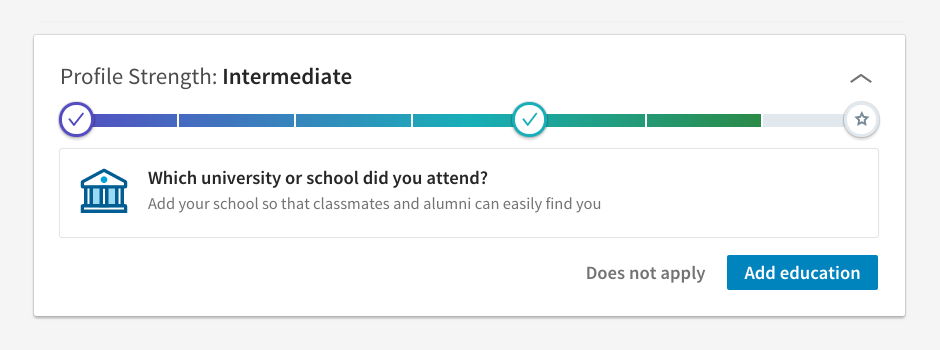 Profile Strength: Intermediate
Which university or school did you attend?
Add your school so that classmates and alumni can easily find you
Does not apply
Add education